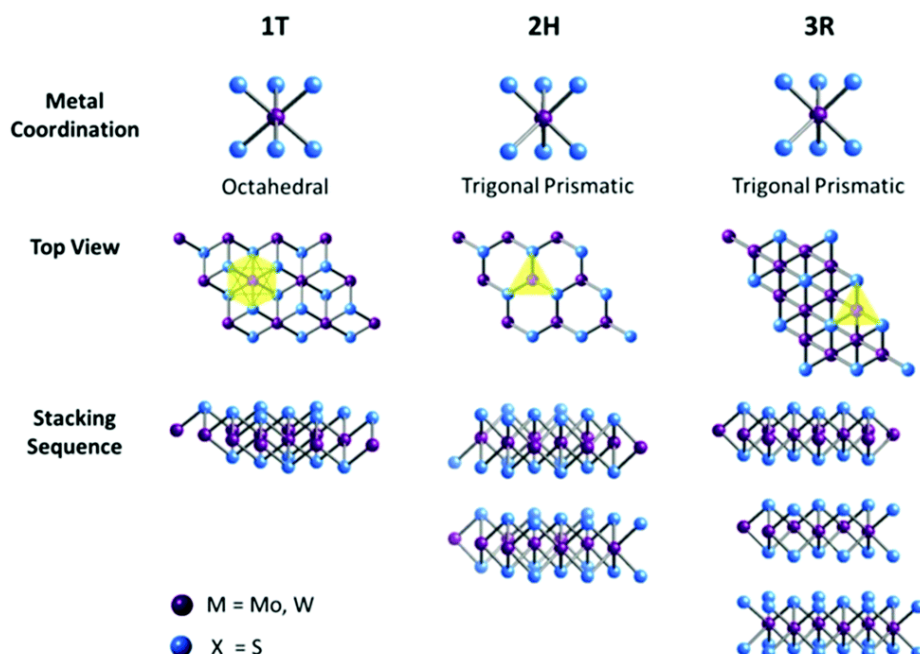 1T 2H 3R
Metal
Coordination
Octahedral Trigonal Prismatic Trigonal Prismatic
Top View
Stacking
Sequence
M = Mo, W
X = S